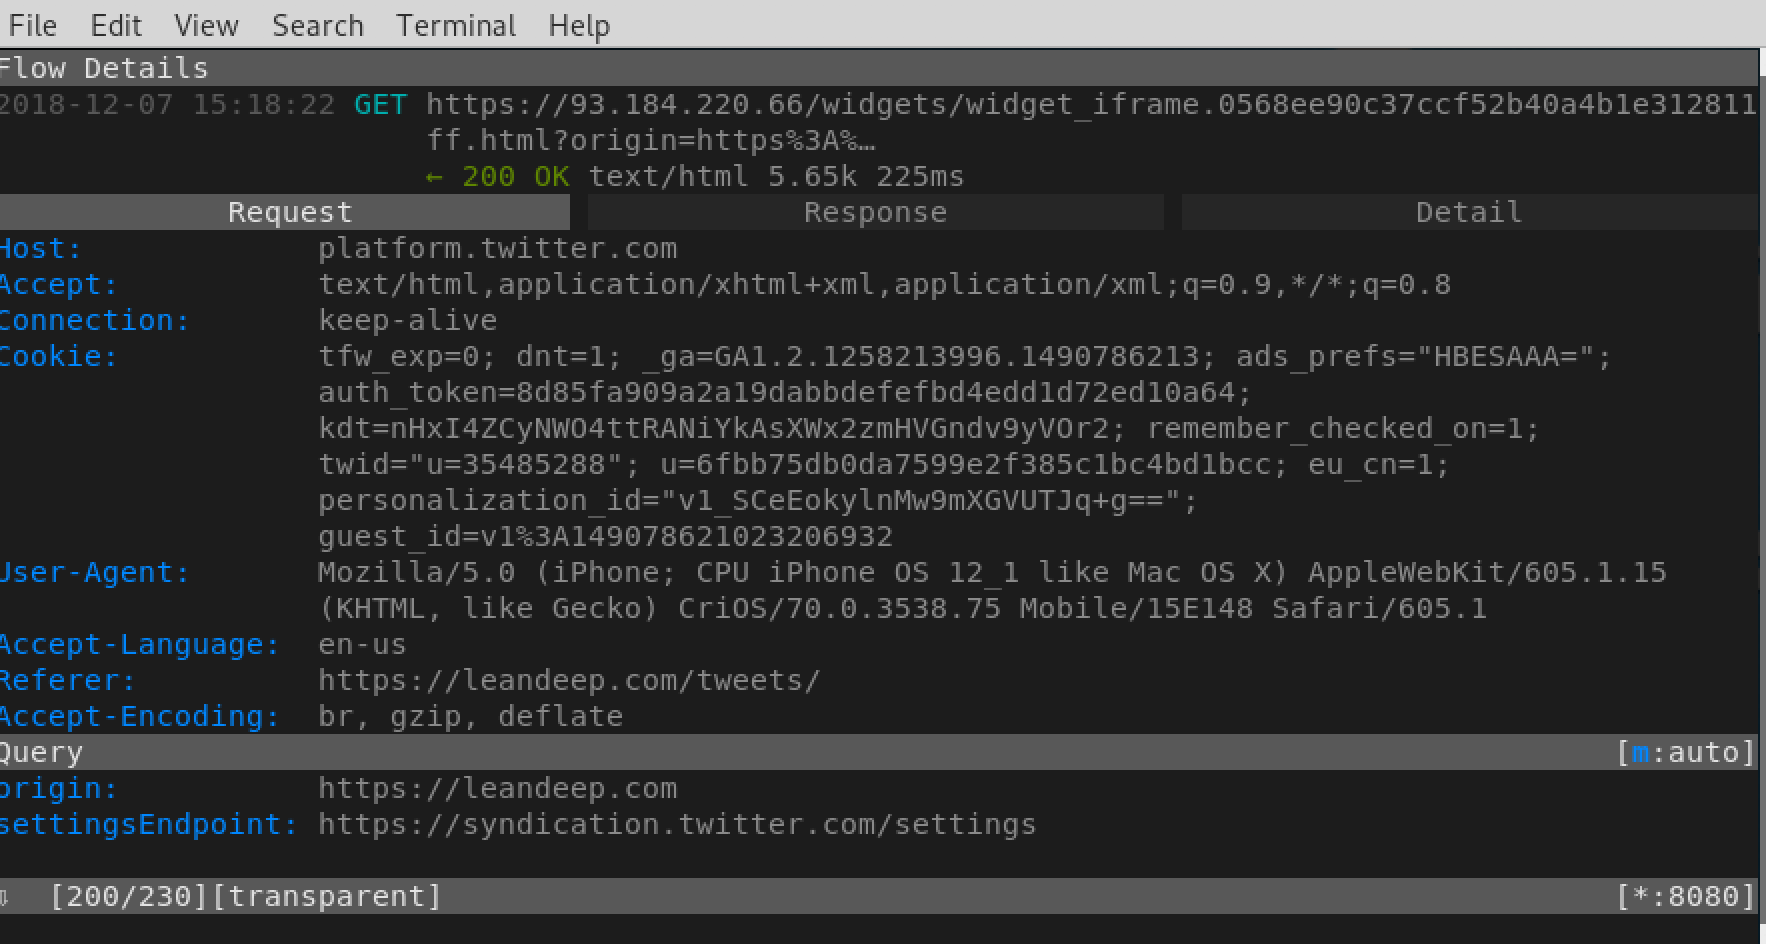 File Edit View Search Terminal Help
Flow Details
2018-12-07 15:18:22 GET https://93.184.220.66/widgets/widget_iframe.0568ee90c37ccf52b40a4b1e312811
ff.html?origin=https%3A%…
← 200 OK text/html 5.65k 225ms
Request Response Detail
Host: platform.twitter.com
Accept: text/html,application/xhtml+xml,application/xml;q=0.9,*/*;q=0.8
Connection: keep-alive
Cookie: tfw_exp=0; dnt=1; _ga=GA1.2.1258213996.1490786213; ads_prefs="HBESAAA=";
auth_token=8d85fa909a2a19dabbdefefbd4edd1d72ed10a64;
kdt=nHxI4ZCyNWO4ttRANiYkAsXWx2zmHVGndv9yVOr2; remember_checked_on=1;
twid="u=35485288"; u=6fbb75db0da7599e2f385c1bc4bd1bcc; eu_cn=1;
personalization_id="v1_SCeEokylnMw9mXGVUTJq+g==";
guest_id=v1%3A149078621023206932
User-Agent: Mozilla/5.0 (iPhone; CPU iPhone OS 12_1 like Mac OS X) AppleWebKit/605.1.15
(KHTML, like Gecko) CriOS/70.0.3538.75 Mobile/15E148 Safari/605.1
Accept-Language: en-us
Referer: https://leandeep.com/tweets/
Accept-Encoding: br, gzip, deflate
Query [m:auto]
origin: https://leandeep.com
settingsEndpoint: https://syndication.twitter.com/settings
⇩ [200/230][transparent] [*:8080]